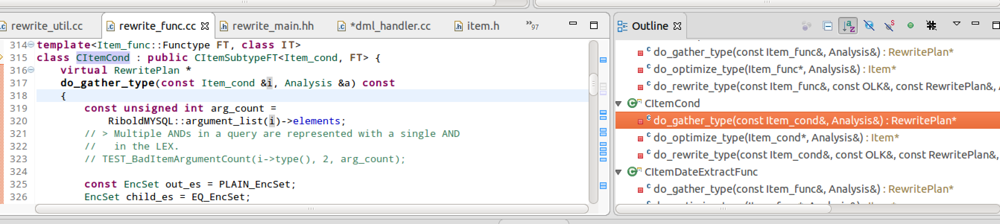 rewrite_util.cc rewrite_func.cc rewrite_main.hh *dml_handler.cc item.h »97
314 template<Item_func::Functype FT, class IT>
315 class CItemCond : public CItemSubtypeFT<Item_cond, FT> {
316 virtual RewritePlan *
317 do_gather_type(const Item_cond &i, Analysis &a) const
318 {
319 const unsigned int arg_count =
320 RiboldMYSQL::argument_list(i)->elements;
321 // > Multiple ANDs in a query are represented with a single AND
322 //   in the LEX.
323 // TEST_BadItemArgumentCount(i->type(), 2, arg_count);
324
325 const EncSet out_es = PLAIN_EncSet;
326 EncSet child_es = EQ_EncSet;
Outline
do_gather_type(const Item_func&, Analysis&) : RewritePlan*
do_optimize_type(Item_func*, Analysis&) : Item*
do_rewrite_type(const Item_func&, const OLK&, const RewritePlan&,
CItemCond
do_gather_type(const Item_cond&, Analysis&) : RewritePlan*
do_optimize_type(Item_cond*, Analysis&) : Item*
do_rewrite_type(const Item_cond&, const OLK&, const RewritePlan&,
CItemDateExtractFunc
do_gather_type(const Item_func&, Analysis&) : RewritePlan*